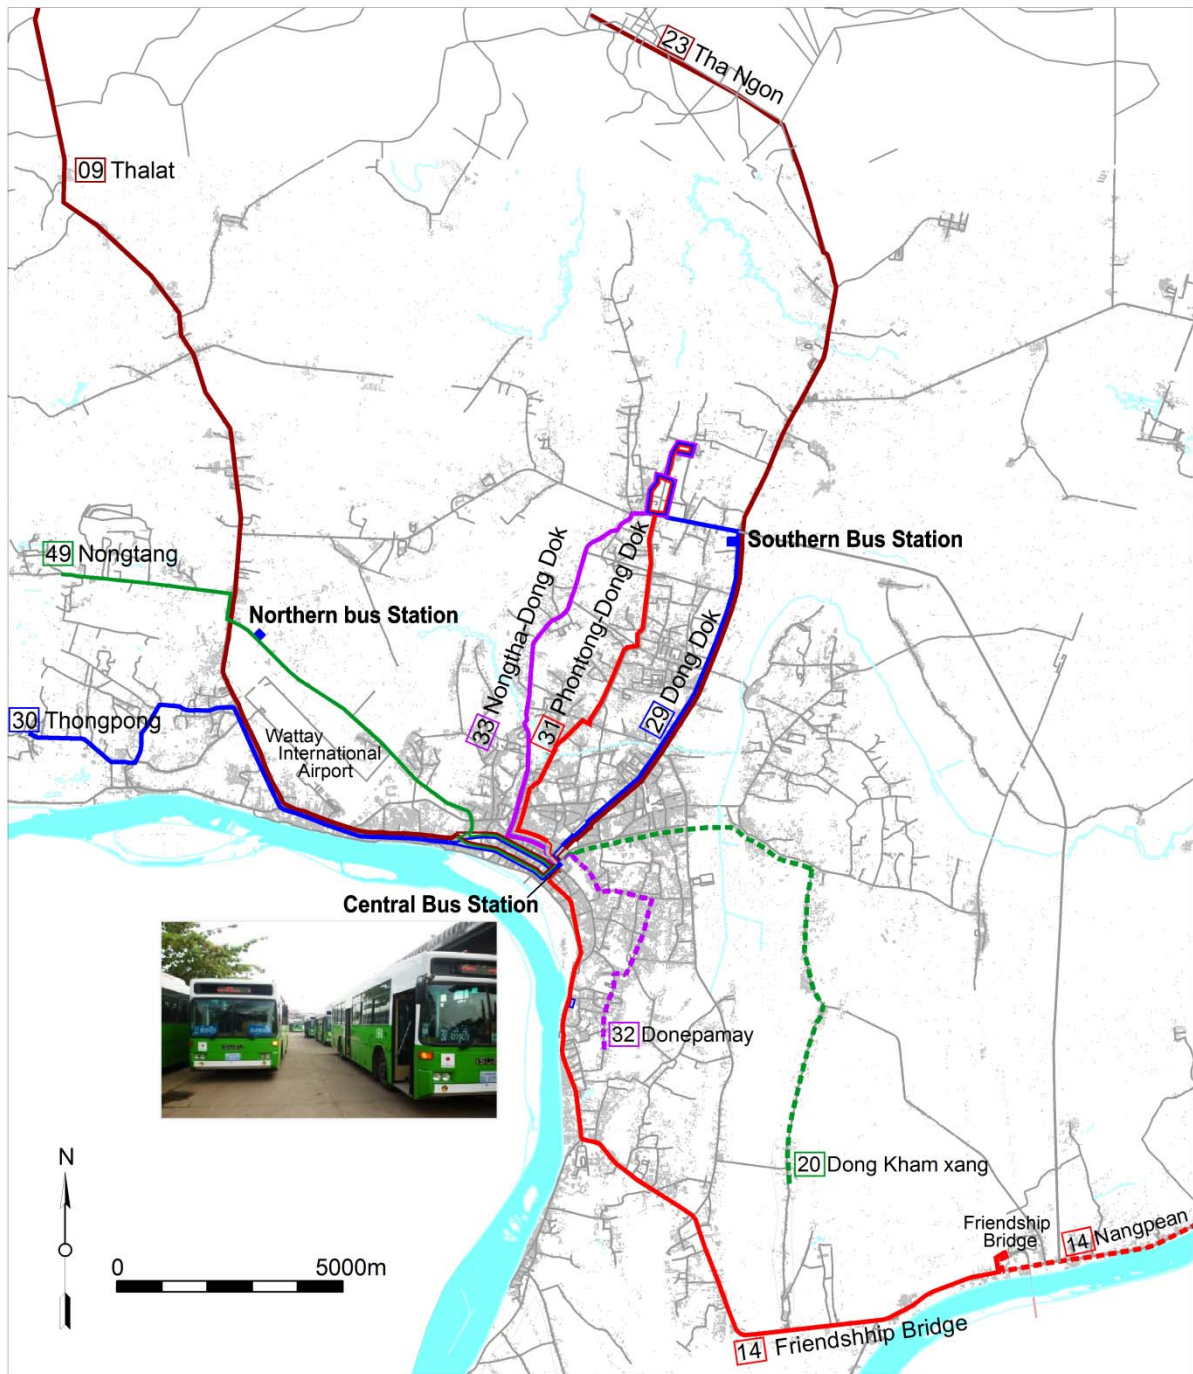 23 Tha Ngon
09 Thalat
49 Nongtang
Northern bus Station
Southern Bus Station
33 Nongtha-Dong Dok
31 Phontong-Dong Dok
29 Dong Dok
30 Thongpong
Wattay
International
Airport
Central Bus Station
32 Donepamay
20 Dong Kham xang
N
0 5000m
Friendship
Bridge
14 Nangpean
14 Friendshhip Bridge